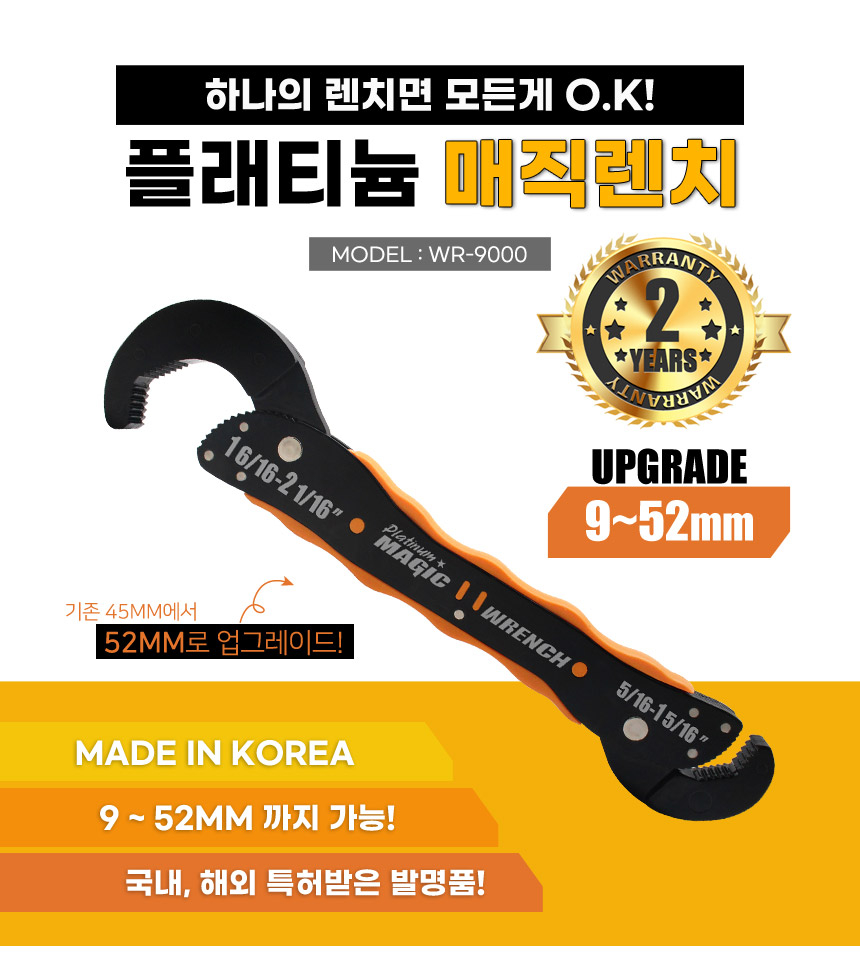 하나의 렌치면 모든게 O.K!
플래티늄 매직렌치
MODEL : WR-9000
WARRANTY
2
YEARS
WARRANTY
UPGRADE
9~52mm
1 6/16-2 1/16"
Platinum
MAGIC WRENCH
5/16-1 5/16"
기존 45MM에서
52MM로 업그레이드!
MADE IN KOREA
9 ~ 52MM 까지 가능!
국내, 해외 특허받은 발명품!